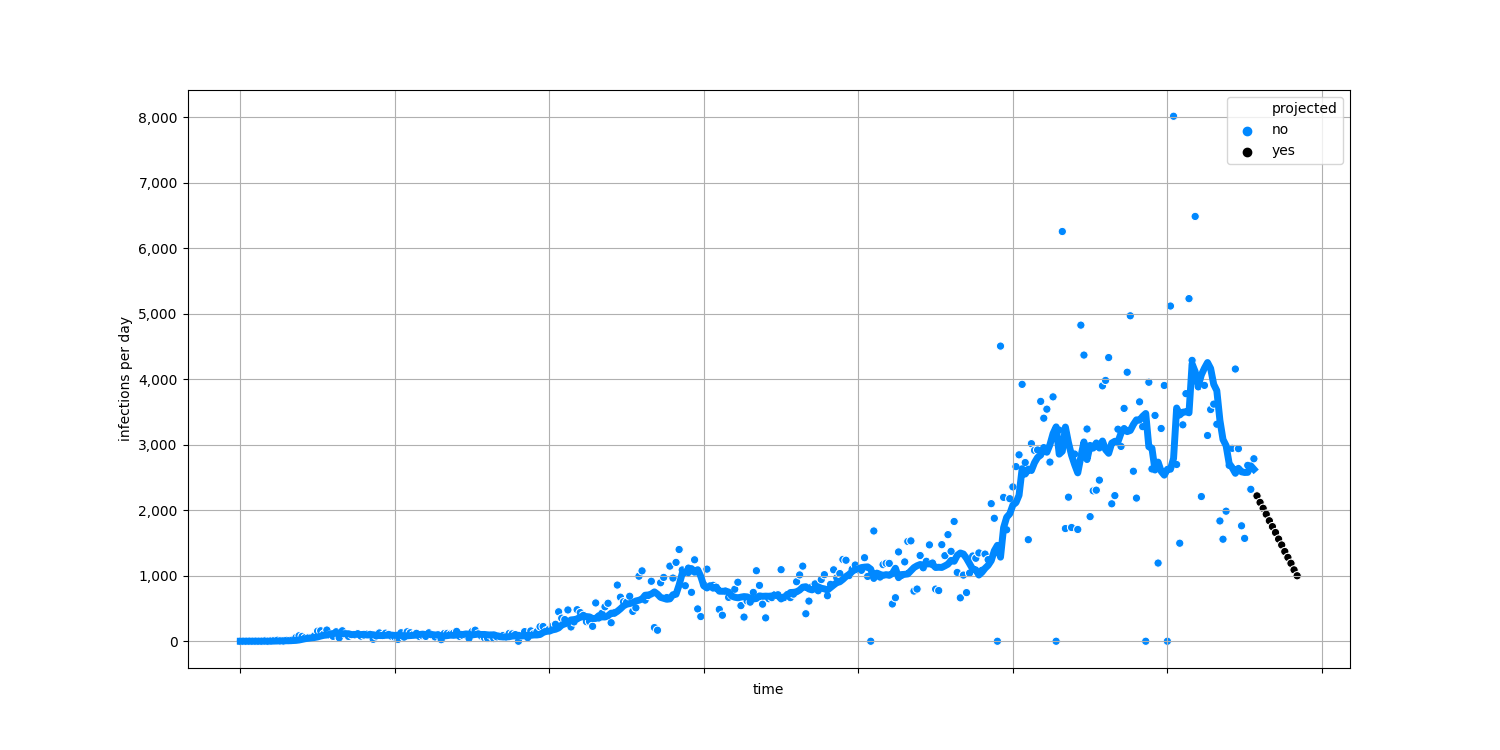 projected
no
yes
8,000
7,000
6,000
5,000
4,000
3,000
2,000
1,000
0
infections per day
time